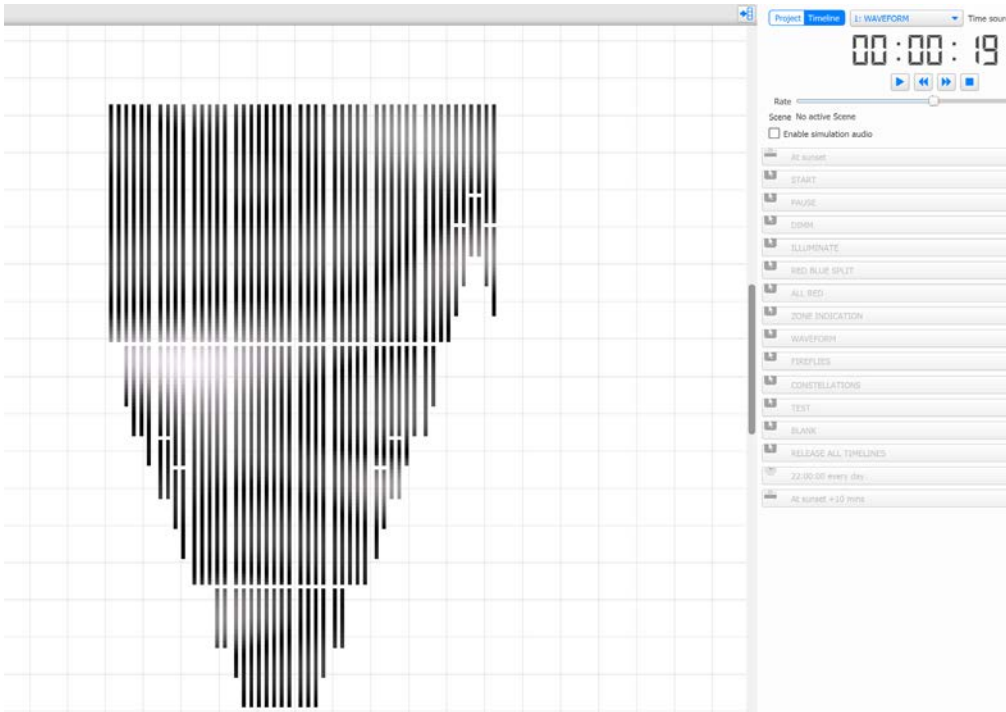 Project Timeline 1: WAVEFORM Time sour
00:00:19
Rate
Scene No active Scene
Enable simulation audio
At sunset
START
PAUSE
DIMM
ILLUMINATE
RED BLUE SPLIT
ALL RED
ZONE INDICATION
WAVEFORM
FIREFLIES
CONSTELLATIONS
TEST
BLANK
RELEASE ALL TIMELINES
22:00:00 every day
At sunset +10 mins